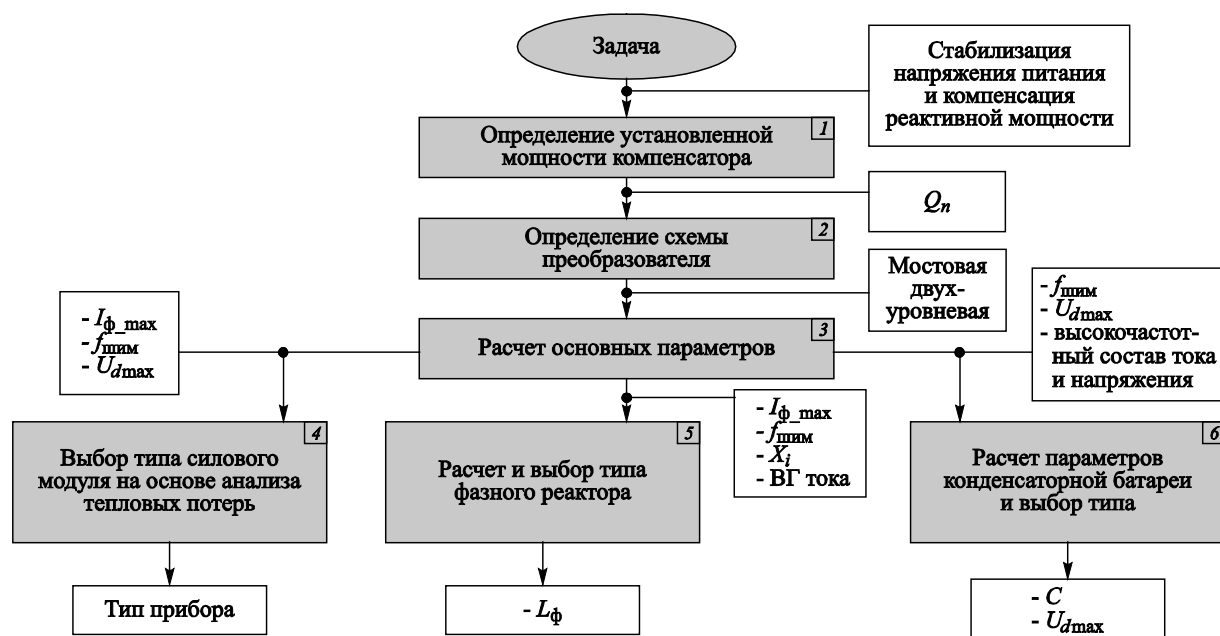 Задача
Стабилизация
напряжения питания
и компенсация
реактивной мощности
1
Определение установленной
мощности компенсатора
Qn
2
Определение схемы
преобразователя
Мостовая
двух-
уровневая
- Iф_max
- fшим
- Udmax
3
Расчет основных параметров
- fшим
- Udmax
- высокочастот-
ный состав тока
и напряжения
- Iф_max
- fшим
- Xi
- ВГ тока
4
Выбор типа силового
модуля на основе анализа
тепловых потерь
5
Расчет и выбор типа
фазного реактора
6
Расчет параметров
конденсаторной батареи
и выбор типа
Тип прибора
- Lф
- C
- Udmax